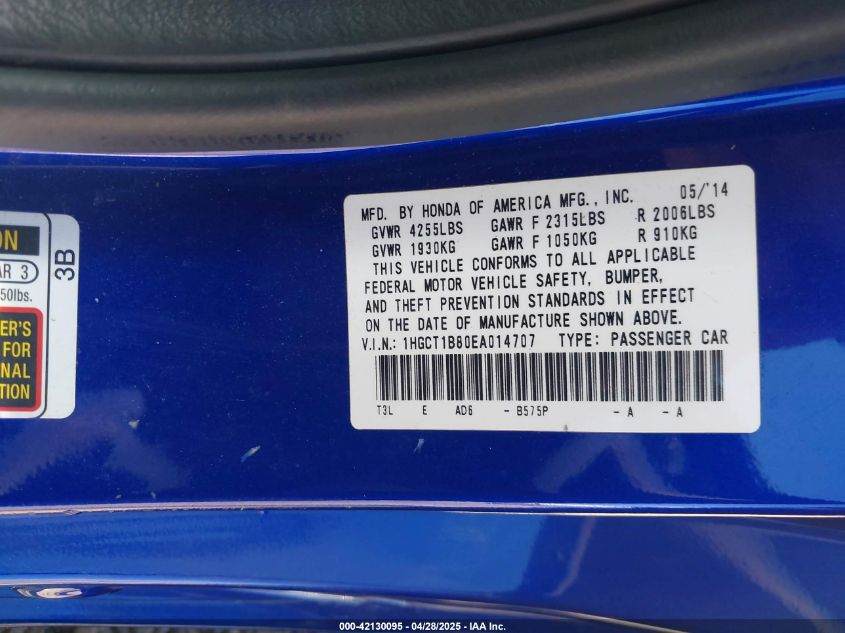 ON
AR 3
50lbs.
ER'S
FOR
NAL
TION
3B
MFD. BY HONDA OF AMERICA MFG., INC. 05/'14
GVWR 4255LBS GAWR F 2315LBS R 2006LBS
GVWR 1930KG GAWR F 1050KG R 910KG
THIS VEHICLE CONFORMS TO ALL APPLICABLE
FEDERAL MOTOR VEHICLE SAFETY, BUMPER,
AND THEFT PREVENTION STANDARDS IN EFFECT
ON THE DATE OF MANUFACTURE SHOWN ABOVE.
V.I.N.: 1HGCT1B80EA014707 TYPE: PASSENGER CAR
T3L E AD6 - B575P - A - A
000-42130095 - 04/28/2025 - IAA Inc.